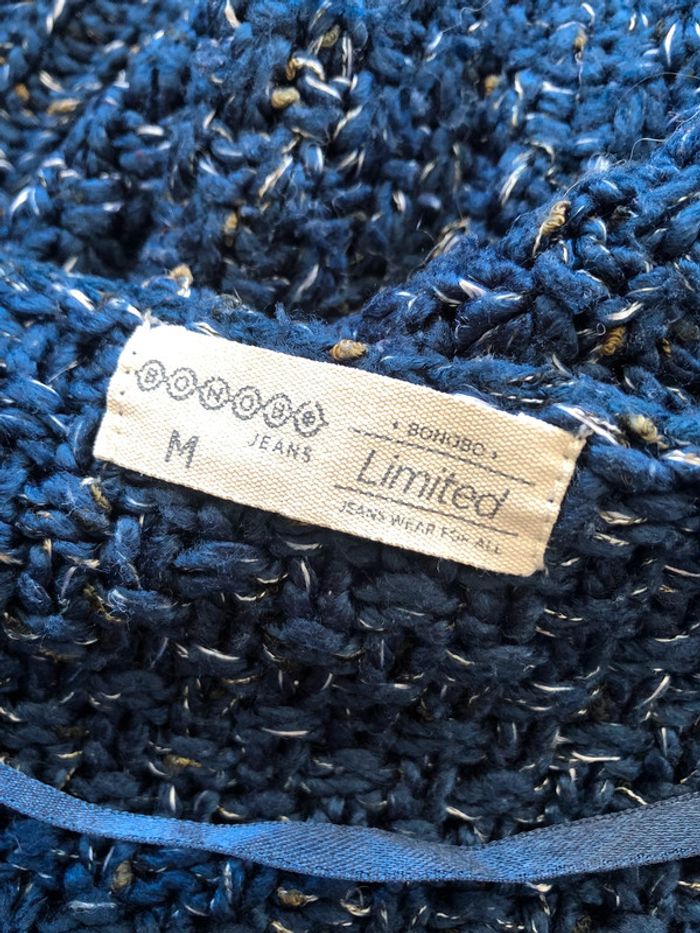 BONOBO
JEANS
M
• BONOBO •
Limited
JEANS WEAR FOR ALL